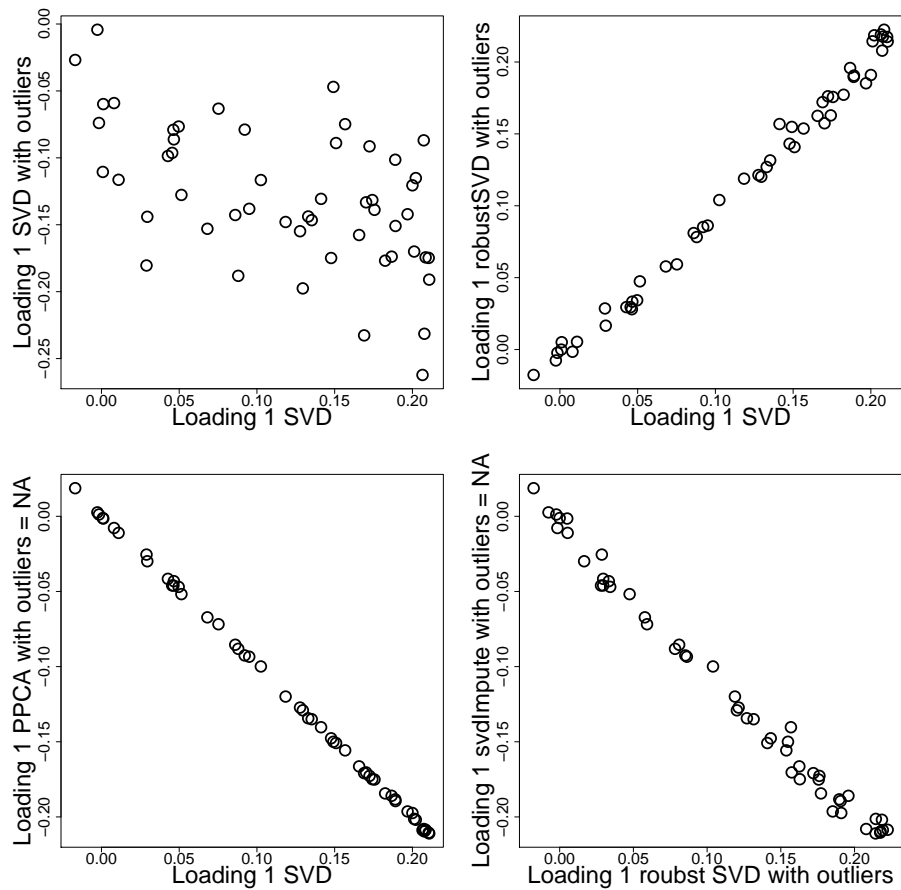 Loading 1 SVD with outliers
0.00
−0.05
−0.10
−0.15
−0.20
−0.25
0.00 0.05 0.10 0.15 0.20
Loading 1 SVD
Loading 1 robustSVD with outliers
0.20
0.15
0.10
0.05
0.00
0.00 0.05 0.10 0.15 0.20
Loading 1 SVD
Loading 1 PPCA with outliers = NA
0.00
−0.05
−0.10
−0.15
−0.20
0.00 0.05 0.10 0.15 0.20
Loading 1 SVD
Loading 1 svdImpute with outliers = NA
0.00
−0.05
−0.10
−0.15
−0.20
0.00 0.05 0.10 0.15 0.20
Loading 1 roubst SVD with outliers